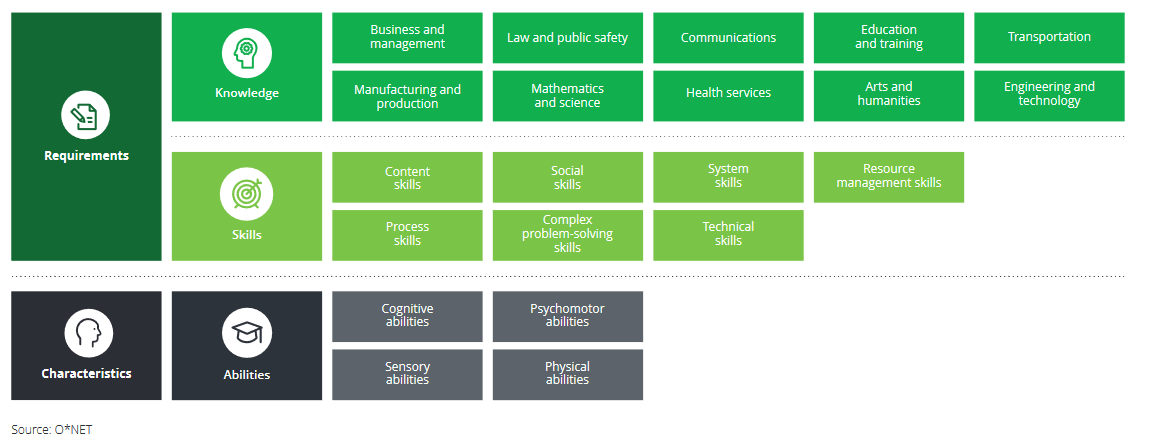 Requirements
Knowledge
Business and
management
Law and public safety
Communications
Education
and training
Transportation
Manufacturing and
production
Mathematics
and science
Health services
Arts and
humanities
Engineering and
technology
Skills
Content
skills
Social
skills
System
skills
Resource
management skills
Process
skills
Complex
problem-solving
skills
Technical
skills
Characteristics
Abilities
Cognitive
abilities
Psychomotor
abilities
Sensory
abilities
Physical
abilities
Source: O*NET